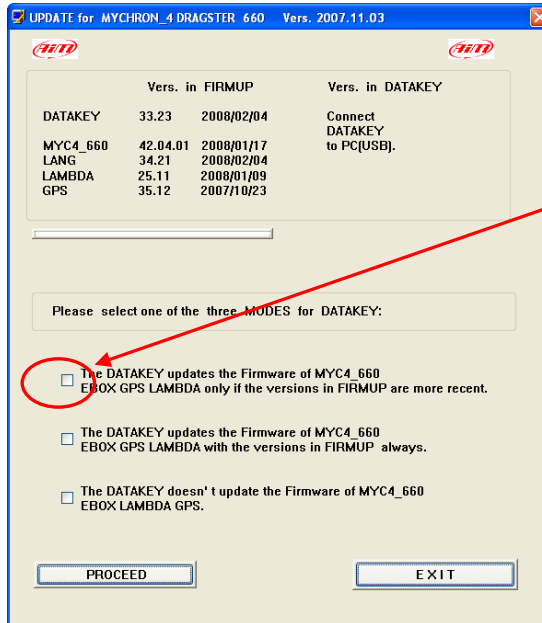 UPDATE for MYCHRON_4 DRAGSTER 660 Vers. 2007.11.03
AiM AiM
Vers. in FIRMUP Vers. in DATAKEY
DATAKEY 33.23 2008/02/04 Connect
DATAKEY
MYC4_660 42.04.01 2008/01/17 to PC(USB).
LANG 34.21 2008/02/04
LAMBDA 25.11 2008/01/09
GPS 35.12 2007/10/23
Please select one of the three MODES for DATAKEY:
The DATAKEY updates the Firmware of MYC4_660
EBOX GPS LAMBDA only if the versions in FIRMUP are more recent.
The DATAKEY updates the Firmware of MYC4_660
EBOX GPS LAMBDA with the versions in FIRMUP always.
The DATAKEY doesn' t update the Firmware of MYC4_660
EBOX LAMBDA GPS.
PROCEED EXIT